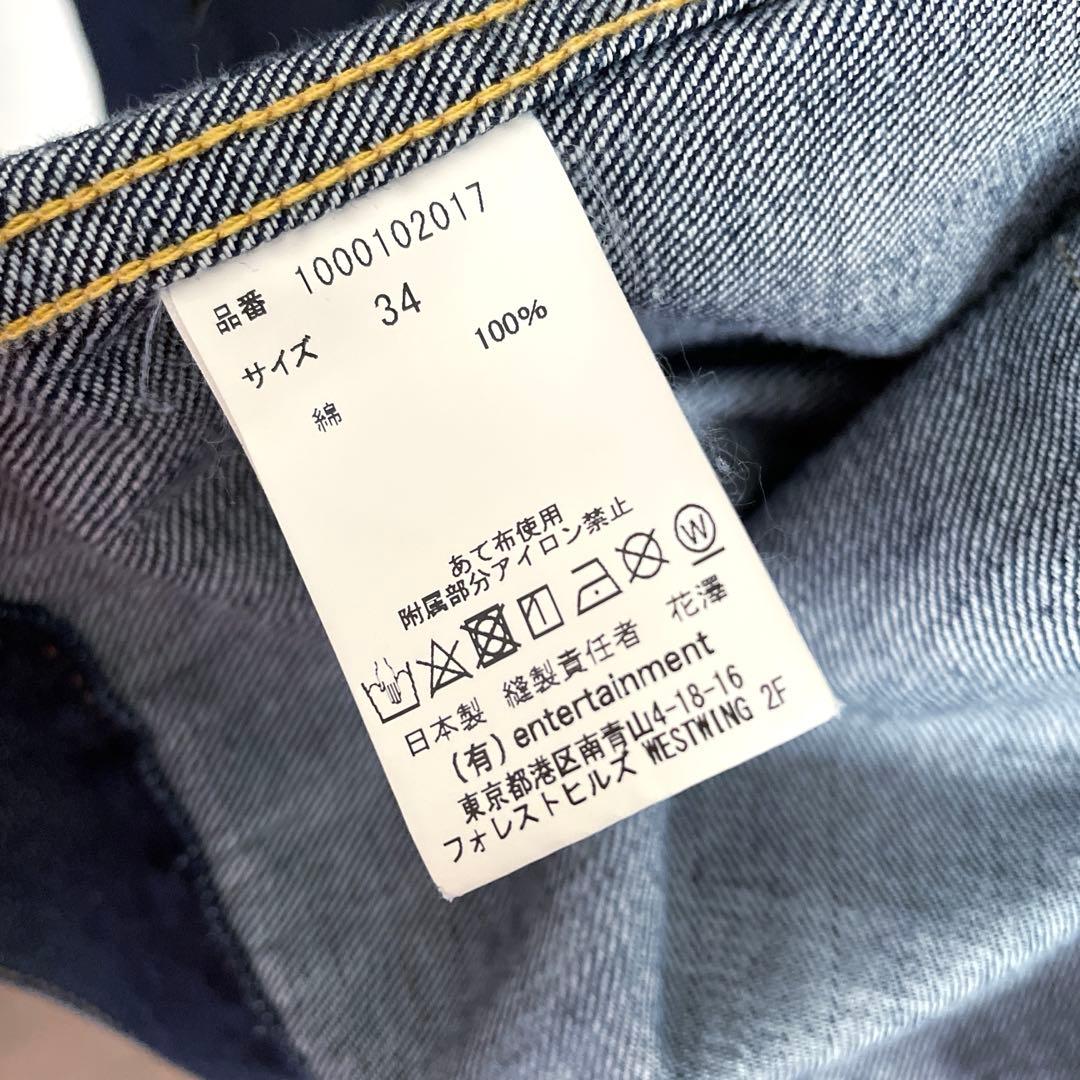 品番 1000102017
サイズ 34
綿 100%
あて布使用
附属部分アイロン禁止
W
日本製 縫製責任者 花澤
(有) entertainment
東京都港区南青山4-18-16
フォレストヒルズ WESTWING 2F